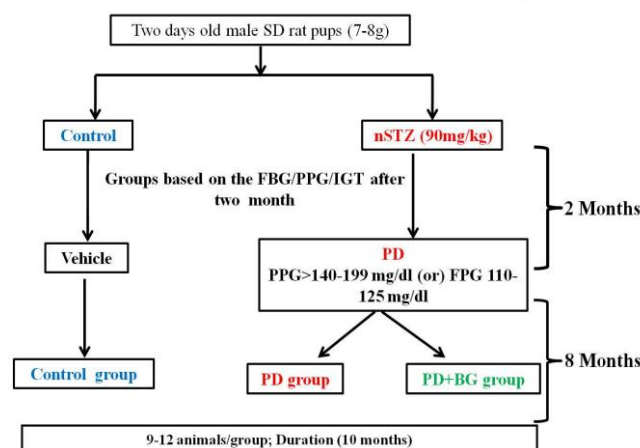 Two days old male SD rat pups (7-8g)
Control
nSTZ (90mg/kg)
Groups based on the FBG/PPG/IGT after
two month
2 Months
Vehicle
PD
PPG>140-199 mg/dl (or) FPG 110-
125 mg/dl
Control group
PD group
PD+BG group
8 Months
9-12 animals/group; Duration (10 months)